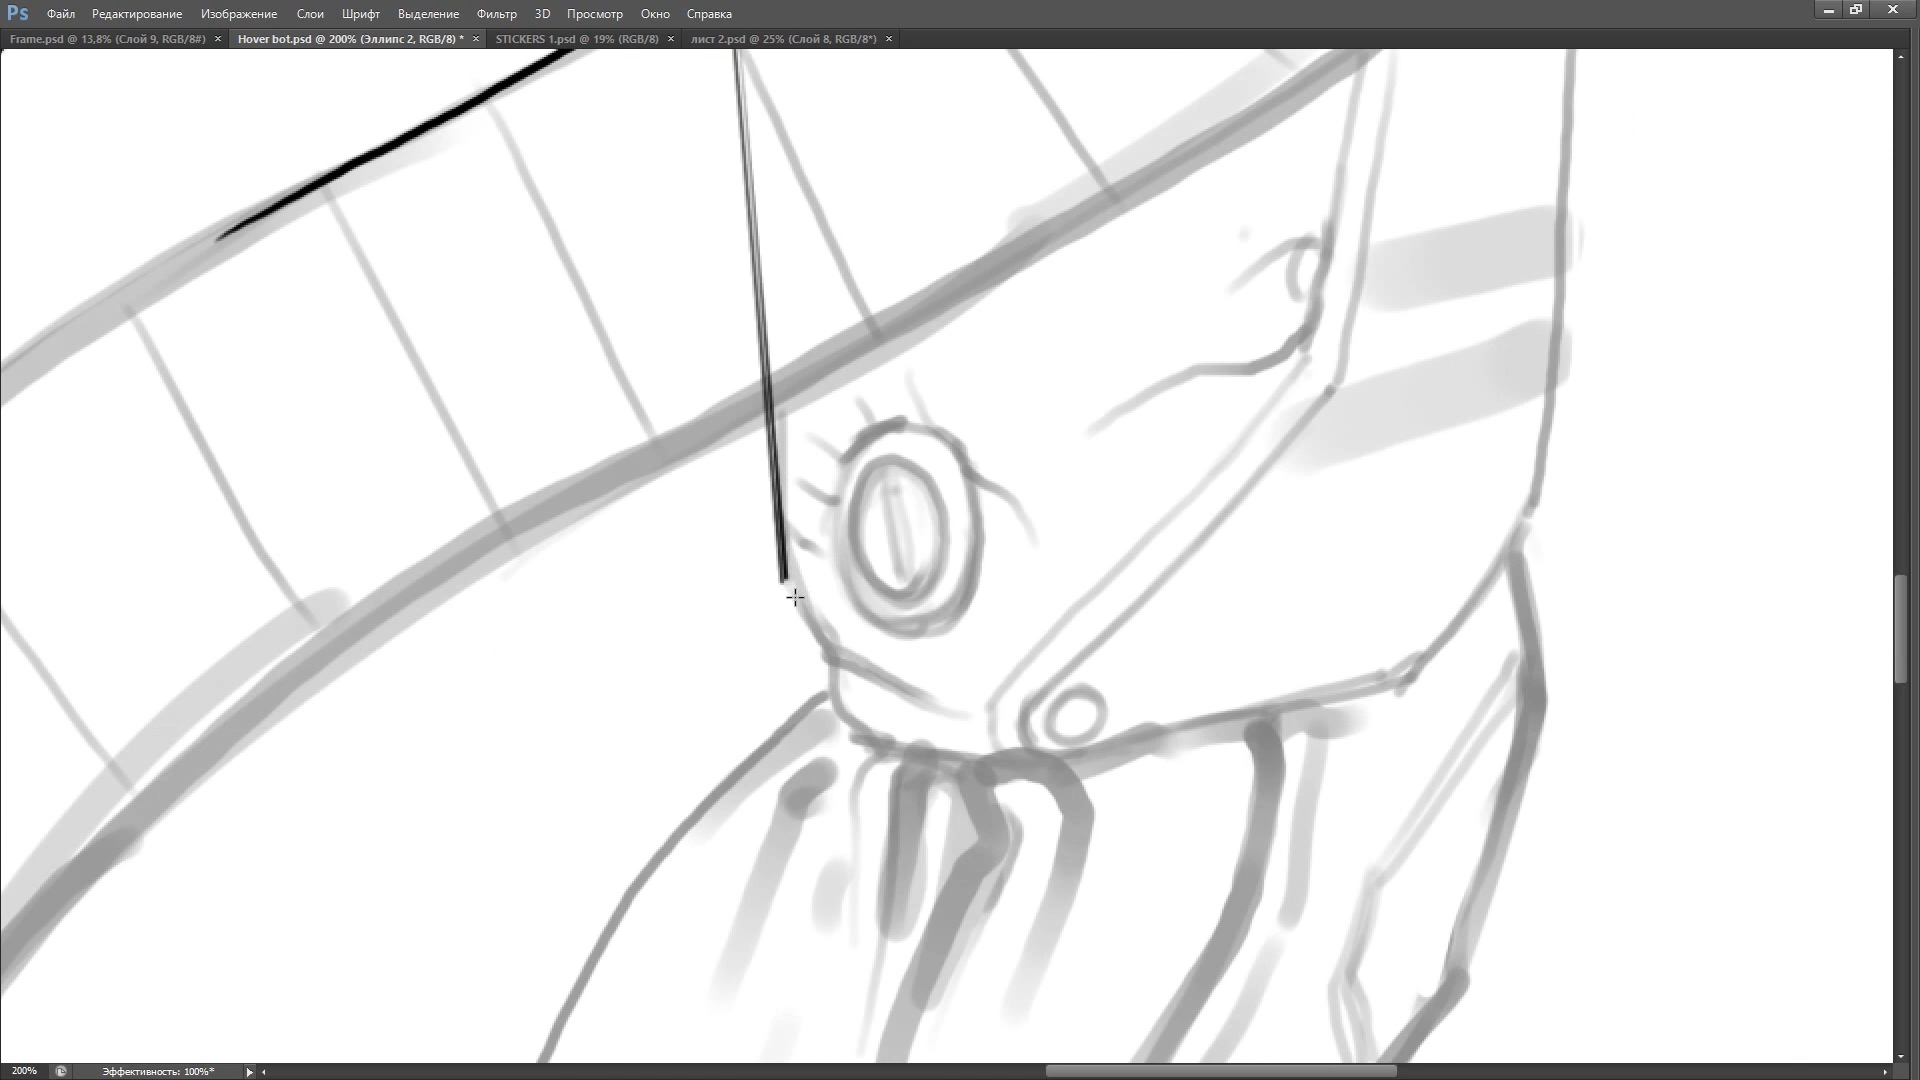 Ps Файл Редактирование Изображение Слои Шрифт Выделение Фильтр 3D Просмотр Окно Справка
Frame.psd @ 13,8% (Слой 9, RGB/8#) × Hover bot.psd @ 200% (Эллипс 2, RGB/8) * × STICKERS 1.psd @ 19% (RGB/8) × лист 2.psd @ 25% (Слой 8, RGB/8*) ×
200% Эффективность: 100%*